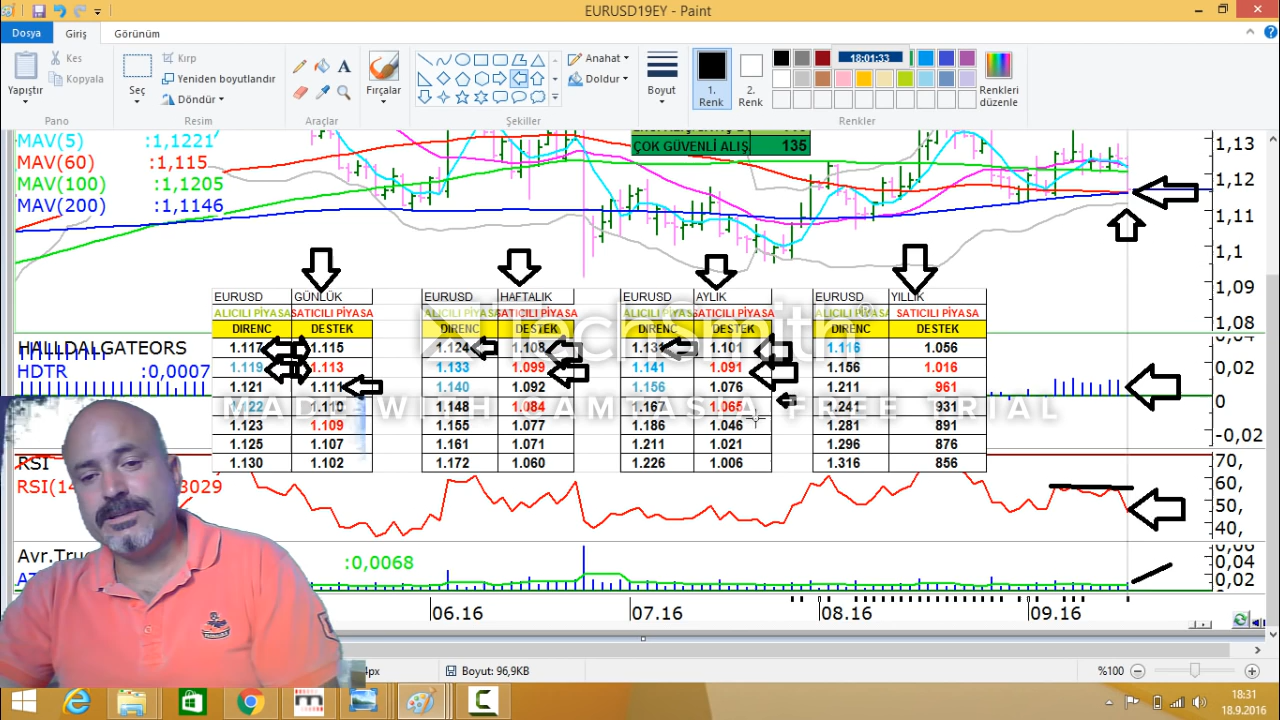 EURUSD19EY - Paint
Dosya
Giriş
Görünüm
Yapıştır
Kes
Kopyala
Pano
Seç
Kırp
Yeniden boyutlandır
Döndür
Resim
A
Araçlar
Fırçalar
Anahat
Doldur
Şekiller
Boyut
1.
Renk
2.
Renk
18:01:33
Renkleri
düzenle
Renkler
MAV(5) :1,1221
MAV(60) :1,115
MAV(100) :1,1205
MAV(200) :1,1146
ÇOK GÜVENLİ ALIŞ 135
1,13
1,12
1,11
1,1
1,09
1,08
EURUSD GÜNLÜK
ALICILI PİYASA SATICILI PİYASA
DIRENC DESTEK
1.117 1.115
1.119 1.113
1.121 1.111
1.122 1.110
1.123 1.109
1.125 1.107
1.130 1.102
EURUSD HAFTALIK
ALICILI PİYASA SATICILI PİYASA
DIRENC DESTEK
1.124 1.108
1.133 1.099
1.140 1.092
1.148 1.084
1.155 1.077
1.161 1.071
1.172 1.060
EURUSD AYLIK
ALICILI PİYASA SATICILI PİYASA
DIRENC DESTEK
1.101
1.141 1.091
1.156 1.076
1.167 1.065
1.186 1.046
1.211 1.021
1.226 1.006
EURUSD YILLIK
ALICILI PİYASA SATICILI PİYASA
DIRENC DESTEK
1.116 1.056
1.156 1.016
1.211 961
1.241 931
1.281 891
1.296 876
1.316 856
TechSmith®
MADE WITH CAMTASIA FREE TRIAL
HALLDALGATEORS
HDTR :0,0007
0,02
0
-0,02
RSI
70,
60,
50,
40,
:0,0068
0,04
0,02
06.16
07.16
08.16
09.16
Boyut: 96,9KB
%100
18:31
18.9.2016